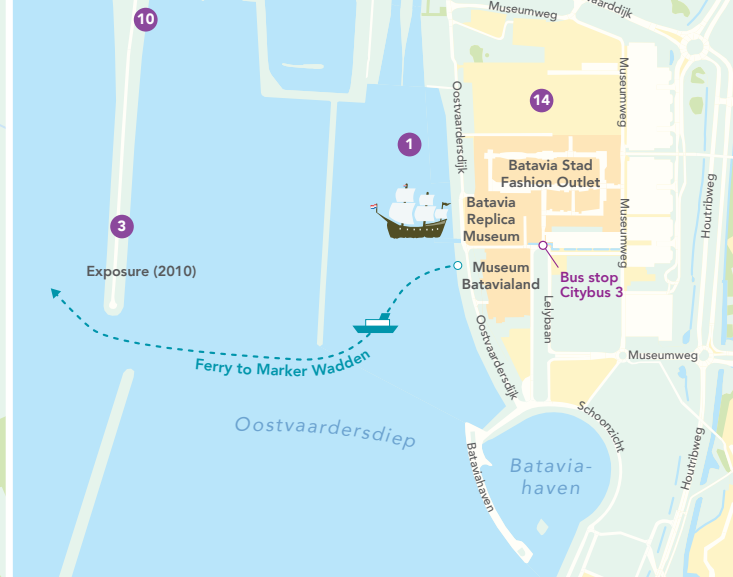 Museumweg
aarddijk
10
14
Oostvaardersdijk
Museumweg
1
Batavia Stad
Fashion Outlet
Batavia
Replica
Museum
3
Houtribweg
Museumweg
Exposure (2010)
Museum
Batavialand
Bus stop
Citybus 3
Lelybaan
Oostvaardersdijk
Ferry to Marker Wadden
Museumweg
Oostvaardersdiep
Schoonzicht
Houtribweg
Bataviahaven
Batavia-
haven